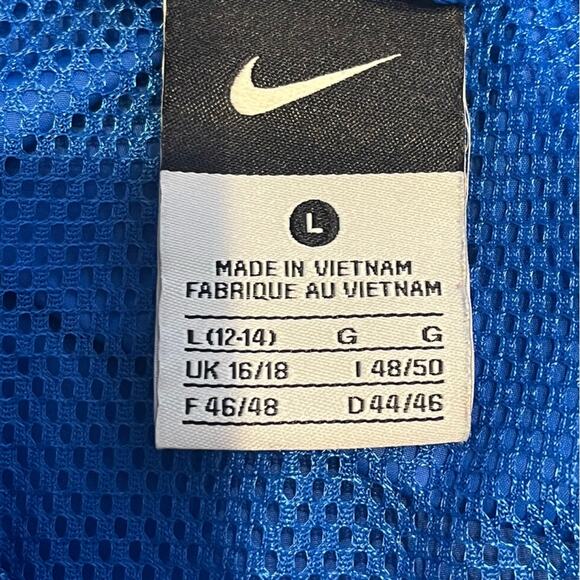 L
MADE IN VIETNAM
FABRIQUE AU VIETNAM
L (12-14) G G
UK 16/18 I 48/50
F 46/48 D 44/46